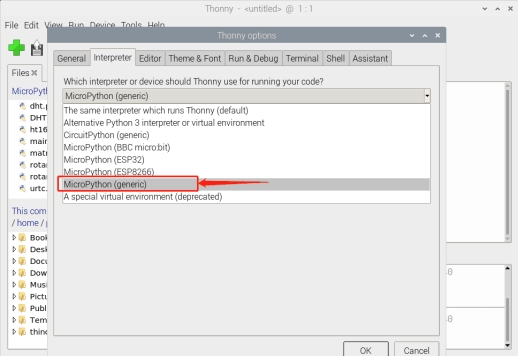 Thonny - <untitled> @ 1 : 1
File Edit View Run Device Tools Help
Thonny options
General Interpreter Editor Theme & Font Run & Debug Terminal Shell Assistant
Files
Which interpreter or device should Thonny use for running your code?
MicroPyth
MicroPython (generic)
dht.p
The same interpreter which runs Thonny (default)
DHT
Alternative Python 3 interpreter or virtual environment
ht16
CircuitPython (generic)
main
MicroPython (BBC micro:bit)
matr
MicroPython (ESP32)
rotar
MicroPython (ESP8266)
rota
MicroPython (generic)
urtc.
A special virtual environment (deprecated)
This com
/ home / p
Book
Desk
Docu
Dow
Musi
Pictu
Publ
Tem
thinc
OK Cancel